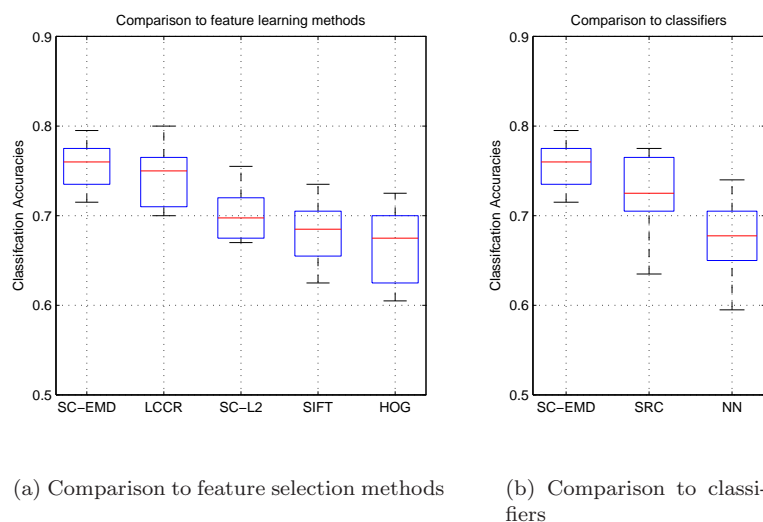 Comparison to feature learning methods
0.9
0.8
0.7
0.6
0.5
Classifcation Accuracies
SC-EMD LCCR SC-L2 SIFT HOG
(a) Comparison to feature selection methods
Comparison to classifiers
0.9
0.8
0.7
0.6
0.5
Classifcation Accuracies
SC-EMD SRC NN
(b) Comparison to classi-
fiers